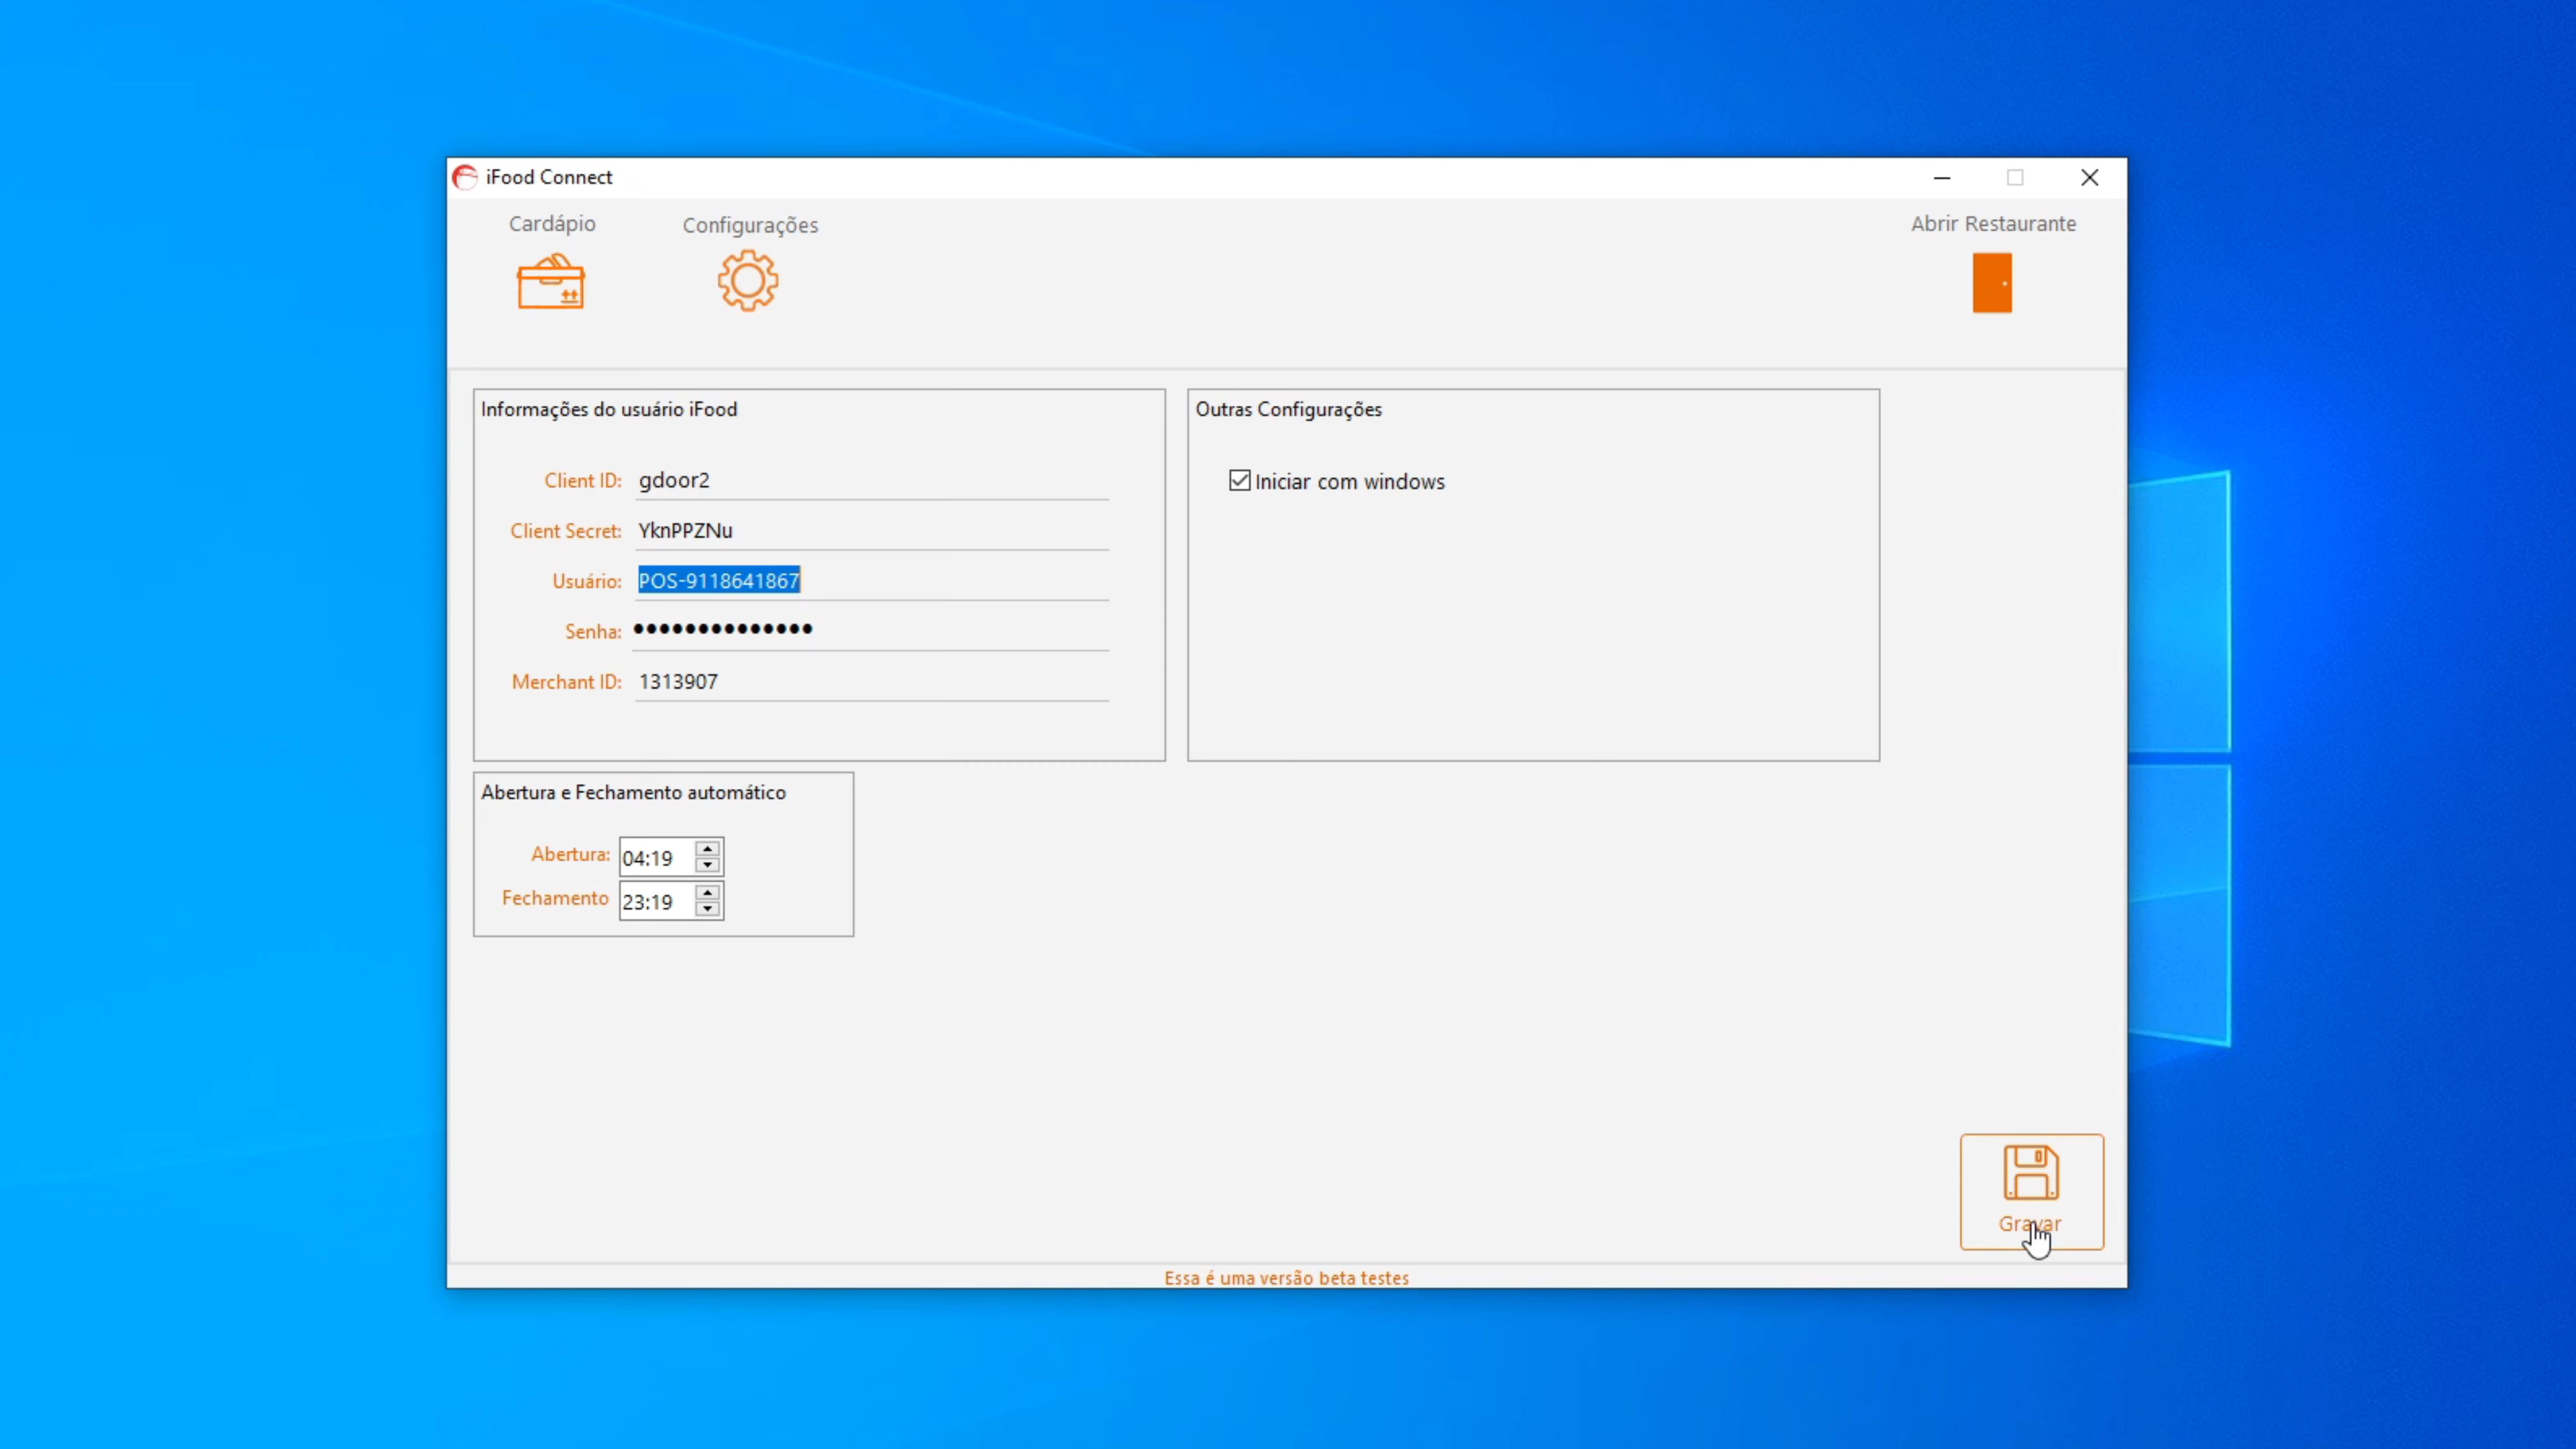 iFood Connect
Cardápio
Configurações
Abrir Restaurante
Informações do usuário iFood
Client ID: gdoor2
Client Secret: YknPPZNu
Usuário: POS-9118641867
Senha: ••••••••••••••
Merchant ID: 1313907
Outras Configurações
Iniciar com windows
Abertura e Fechamento automático
Abertura: 04:19
Fechamento 23:19
Gravar
Essa é uma versão beta testes